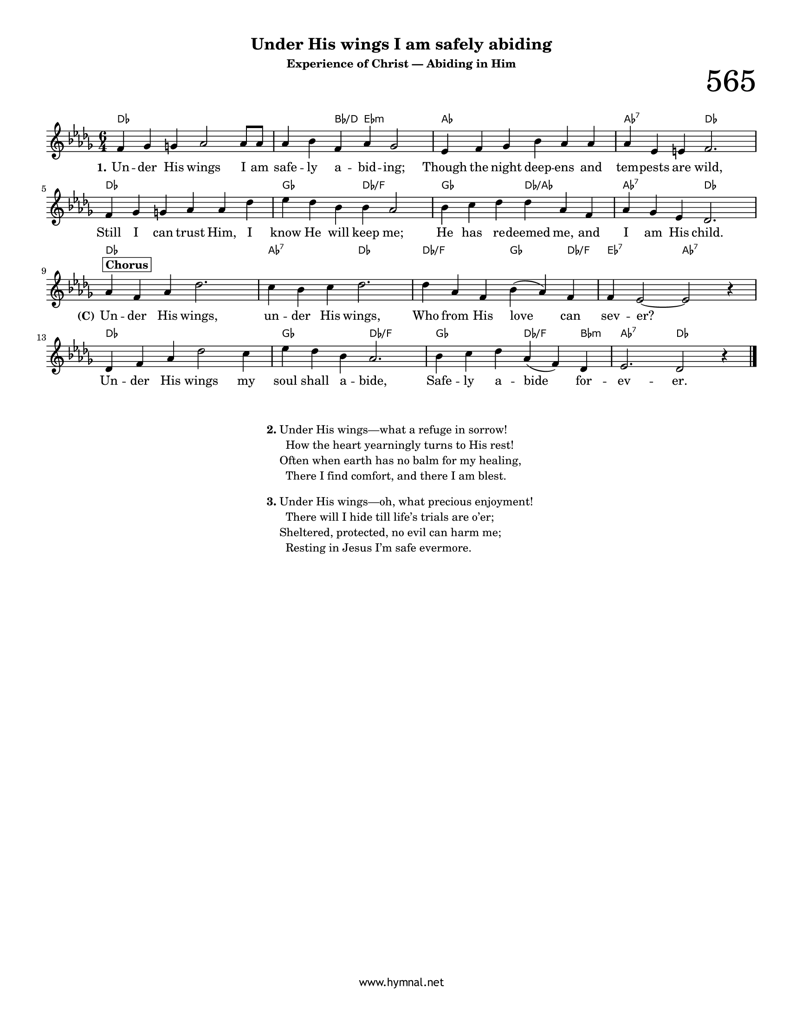 Under His wings I am safely abiding
Experience of Christ — Abiding in Him
565
D♭ B♭/D E♭m A♭ A♭7 D♭
6/4
1. Un - der His wings I am safe - ly a - bid - ing; Though the night deep-ens and tempests are wild,
5
D♭ G♭ D♭/F G♭ D♭/A♭ A♭7 D♭
Still I can trust Him, I know He will keep me; He has redeemed me, and I am His child.
D♭ A♭7 D♭ D♭/F G♭ D♭/F E♭7 A♭7
9
Chorus
(C) Un - der His wings, un - der His wings, Who from His love can sev - er?
13
D♭ G♭ D♭/F G♭ D♭/F B♭m A♭7 D♭
Un - der His wings my soul shall a - bide, Safe - ly a - bide for - ev - er.
2. Under His wings—what a refuge in sorrow!
How the heart yearningly turns to His rest!
Often when earth has no balm for my healing,
There I find comfort, and there I am blest.
3. Under His wings—oh, what precious enjoyment!
There will I hide till life's trials are o'er;
Sheltered, protected, no evil can harm me;
Resting in Jesus I'm safe evermore.
www.hymnal.net